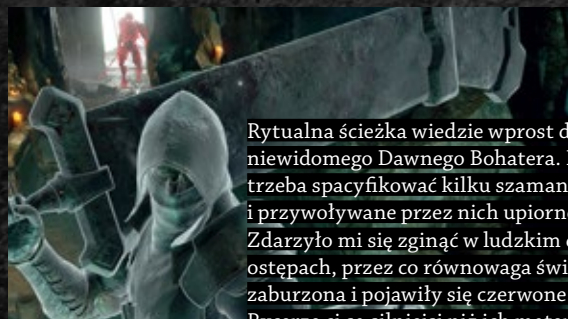 Rytualna ścieżka wiedzie wprost d
niewidomego Dawnego Bohatera.
trzeba spacyfikować kilku szaman
i przywoływane przez nich upiorn
Zdarzyło mi się zginąć w ludzkim
ostępach, przez co równowaga świ
zaburzona i pojawiły się czerwone